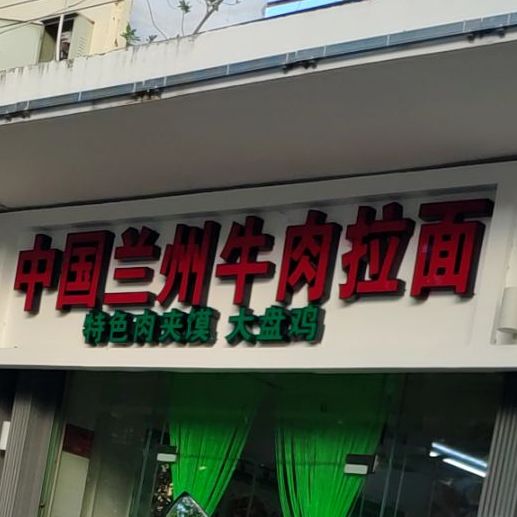 中国兰州牛肉拉面
特色肉夹馍 大盘鸡